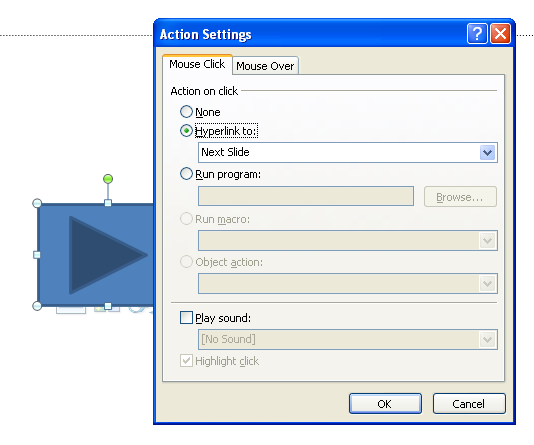 Action Settings
Mouse Click Mouse Over
Action on click
None
Hyperlink to:
Next Slide
Run program:
Browse...
Run macro:
Object action:
Play sound:
[No Sound]
Highlight click
OK Cancel